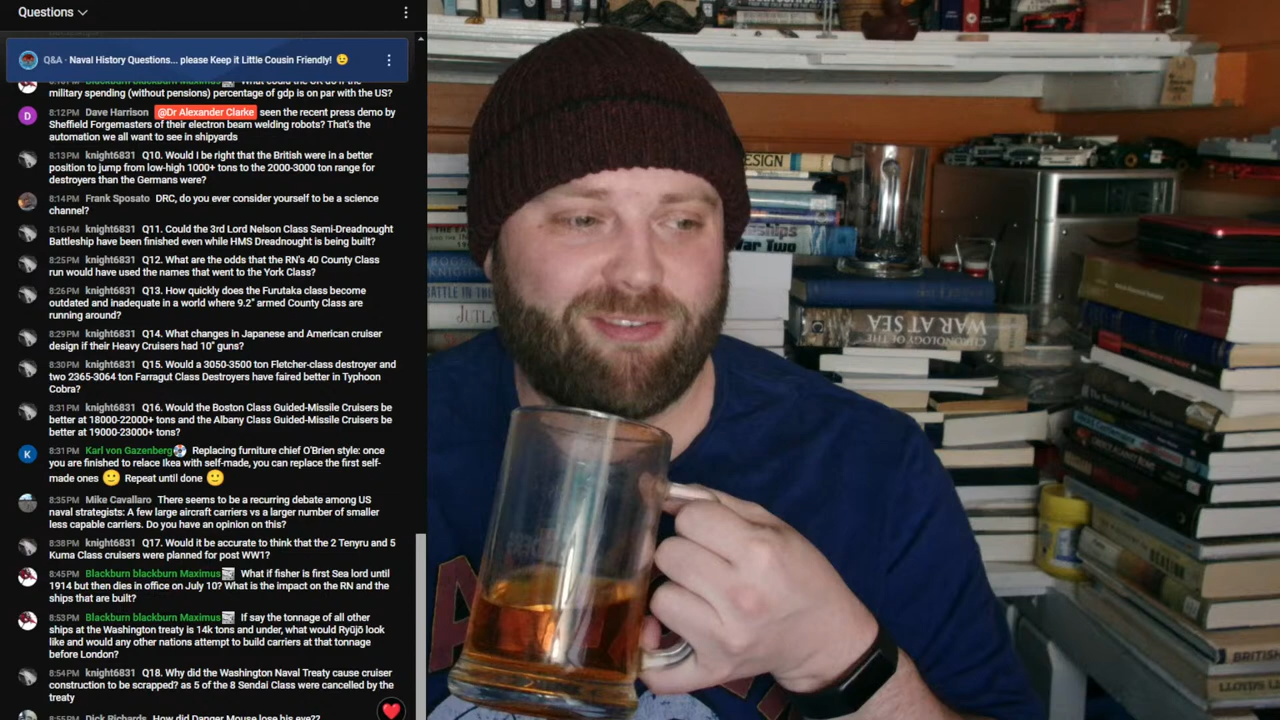 Questions
Q&A · Naval History Questions... please Keep it Little Cousin Friendly! 😉
military spending (without pensions) percentage of gdp is on par with the US?
8:12PM Dave Harrison @Dr Alexander Clarke seen the recent press demo by
Sheffield Forgemasters of their electron beam welding robots? That's the
automation we all want to see in shipyards
8:13PM knight6831 Q10. Would I be right that the British were in a better
position to jump from low-high 1000+ tons to the 2000-3000 ton range for
destroyers than the Germans were?
8:14PM Frank Sposato DRC, do you ever consider yourself to be a science
channel?
8:16PM knight6831 Q11. Could the 3rd Lord Nelson Class Semi-Dreadnought
Battleship have been finished even while HMS Dreadnought is being built?
8:25PM knight6831 Q12. What are the odds that the RN's 40 County Class
run would have used the names that went to the York Class?
8:26PM knight6831 Q13. How quickly does the Furutaka class become
outdated and inadequate in a world where 9.2" armed County Class are
running around?
8:29PM knight6831 Q14. What changes in Japanese and American cruiser
design if their Heavy Cruisers had 10" guns?
8:30PM knight6831 Q15. Would a 3050-3500 ton Fletcher-class destroyer and
two 2365-3064 ton Farragut Class Destroyers have faired better in Typhoon
Cobra?
8:31PM knight6831 Q16. Would the Boston Class Guided-Missile Cruisers be
better at 18000-22000+ tons and the Albany Class Guided-Missile Cruisers be
better at 19000-23000+ tons?
8:31PM Karl von Gazenberg Replacing furniture chief O'Brien style: once
you are finished to relace Ikea with self-made, you can replace the first self-
made ones 🙂 Repeat until done 🙂
8:35PM Mike Cavallaro There seems to be a recurring debate among US
naval strategists: A few large aircraft carriers vs a larger number of smaller
less capable carriers. Do you have an opinion on this?
8:38PM knight6831 Q17. Would it be accurate to think that the 2 Tenyru and 5
Kuma Class cruisers were planned for post WW1?
8:45PM Blackburn blackburn Maximus What if fisher is first Sea lord until
1914 but then dies in office on July 10? What is the impact on the RN and the
ships that are built?
8:53PM Blackburn blackburn Maximus If say the tonnage of all other
ships at the Washington treaty is 14k tons and under, what would Ryūjō look
like and would any other nations attempt to build carriers at that tonnage
before London?
8:54PM knight6831 Q18. Why did the Washington Naval Treaty cause cruiser
construction to be scrapped? as 5 of the 8 Sendai Class were cancelled by the
treaty
8:55PM Dick Richards How did Danger Mouse lose his eye??
DESIGN
War Two
WAR AT SEA
CHRONOLOGY OF THE
BRITISH